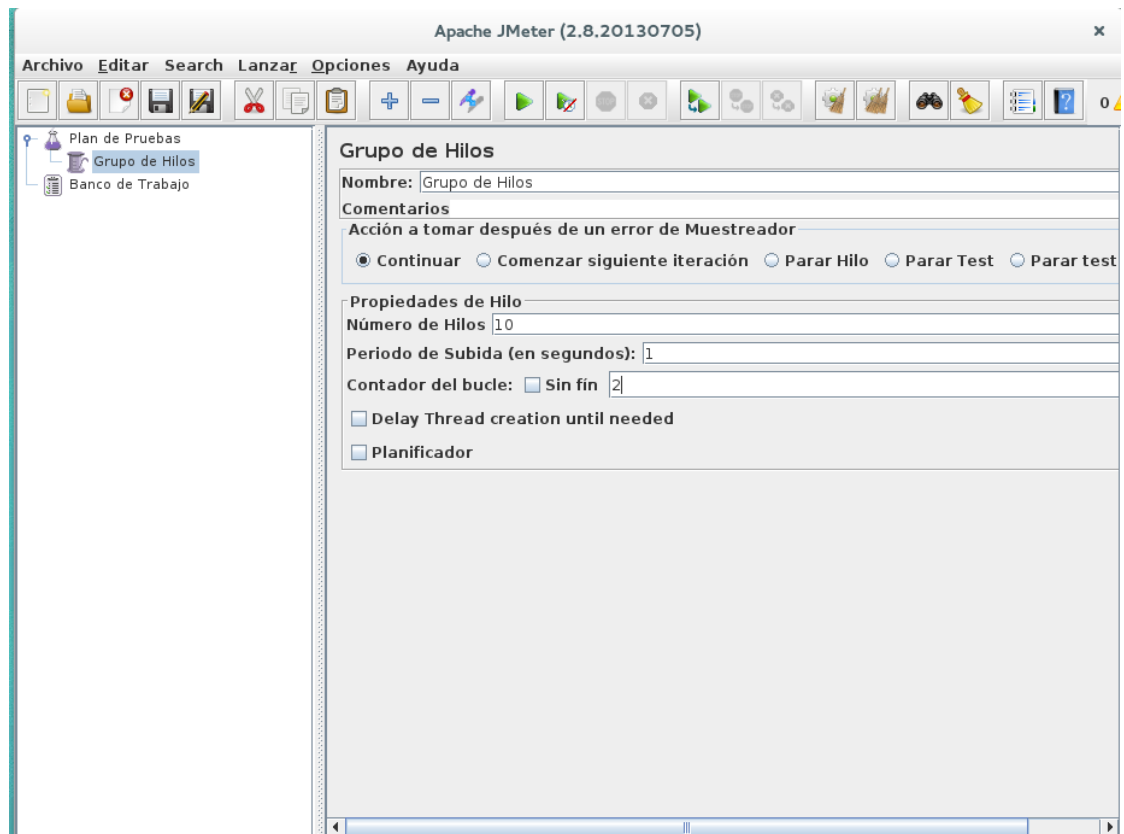 Apache JMeter (2.8.20130705)
Archivo Editar Search Lanzar Opciones Ayuda
0
Plan de Pruebas
Grupo de Hilos
Banco de Trabajo
Grupo de Hilos
Nombre: Grupo de Hilos
Comentarios
Acción a tomar después de un error de Muestreador
Continuar Comenzar siguiente iteración Parar Hilo Parar Test Parar test
Propiedades de Hilo
Número de Hilos 10
Periodo de Subida (en segundos): 1
Contador del bucle: Sin fín 2
Delay Thread creation until needed
Planificador